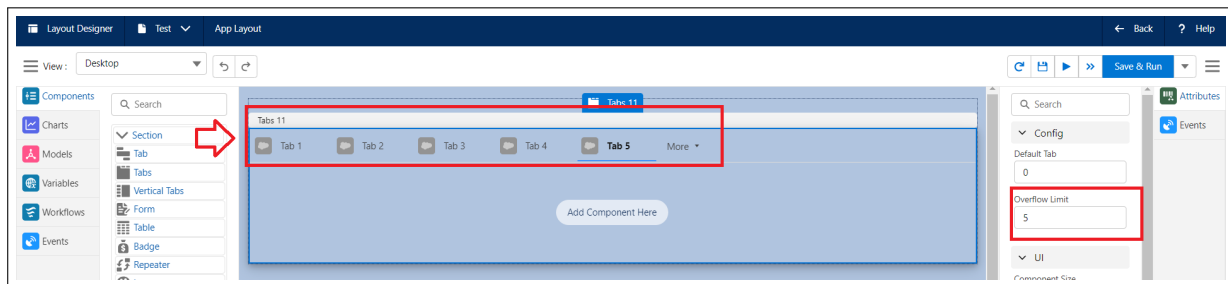 Layout Designer Test App Layout Back ? Help
View : Desktop Save & Run
Components Search Tabs 11 Search Attributes
Tabs 11
Charts Section Config Events
Tab 1 Tab 2 Tab 3 Tab 4 Tab 5 More
Models Tab Default Tab
Tabs 0
Variables Vertical Tabs
Workflows Form Add Component Here Overflow Limit
Table 5
Events Badge
Repeater UI
Component Size